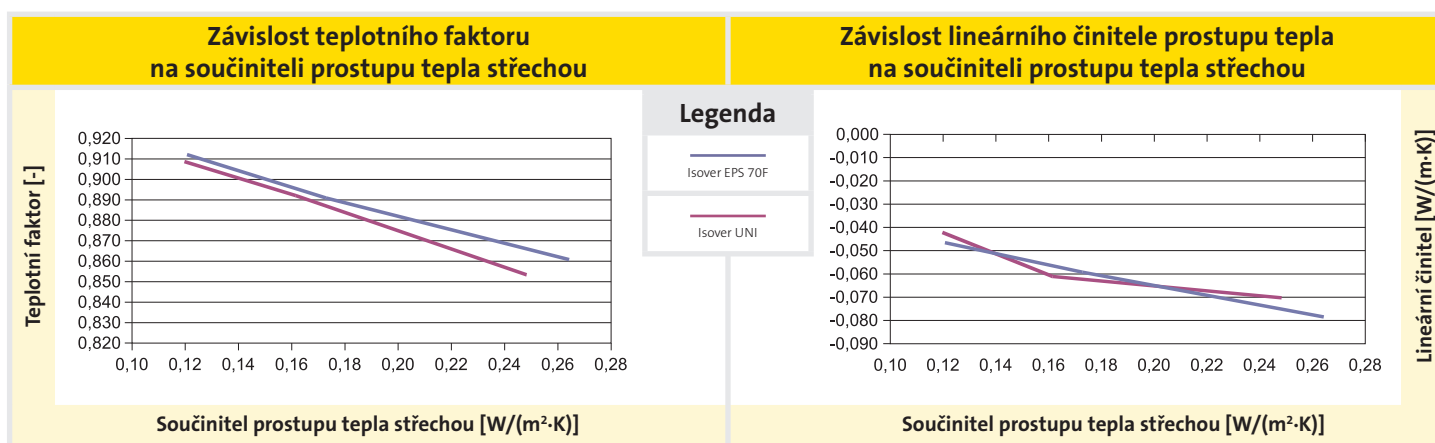 Závislost teplotního faktoru
na součiniteli prostupu tepla střechou
Teplotní faktor [-]
0,920
0,910
0,900
0,890
0,880
0,870
0,860
0,850
0,840
0,830
0,820
0,10 0,12 0,14 0,16 0,18 0,20 0,22 0,24 0,26 0,28
Součinitel prostupu tepla střechou [W/(m²·K)]
Legenda
Isover EPS 70F
Isover UNI
Závislost lineárního činitele prostupu tepla
na součiniteli prostupu tepla střechou
0,000
-0,010
-0,020
-0,030
-0,040
-0,050
-0,060
-0,070
-0,080
-0,090
0,10 0,12 0,14 0,16 0,18 0,20 0,22 0,24 0,26 0,28
Lineární činitel [W/(m·K)]
Součinitel prostupu tepla střechou [W/(m²·K)]